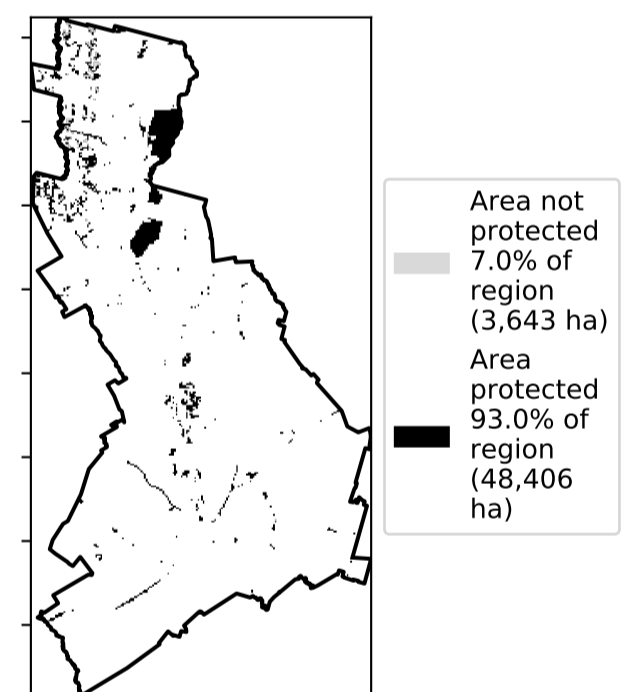 Area not
protected
7.0% of
region
(3,643 ha)
Area
protected
93.0% of
region
(48,406
ha)